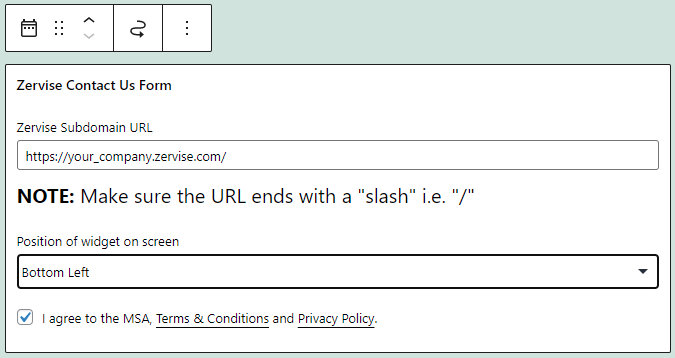 Zervise Contact Us Form
Zervise Subdomain URL
https://your_company.zervise.com/
NOTE: Make sure the URL ends with a "slash" i.e. "/"
Position of widget on screen
Bottom Left
I agree to the MSA, Terms & Conditions and Privacy Policy.